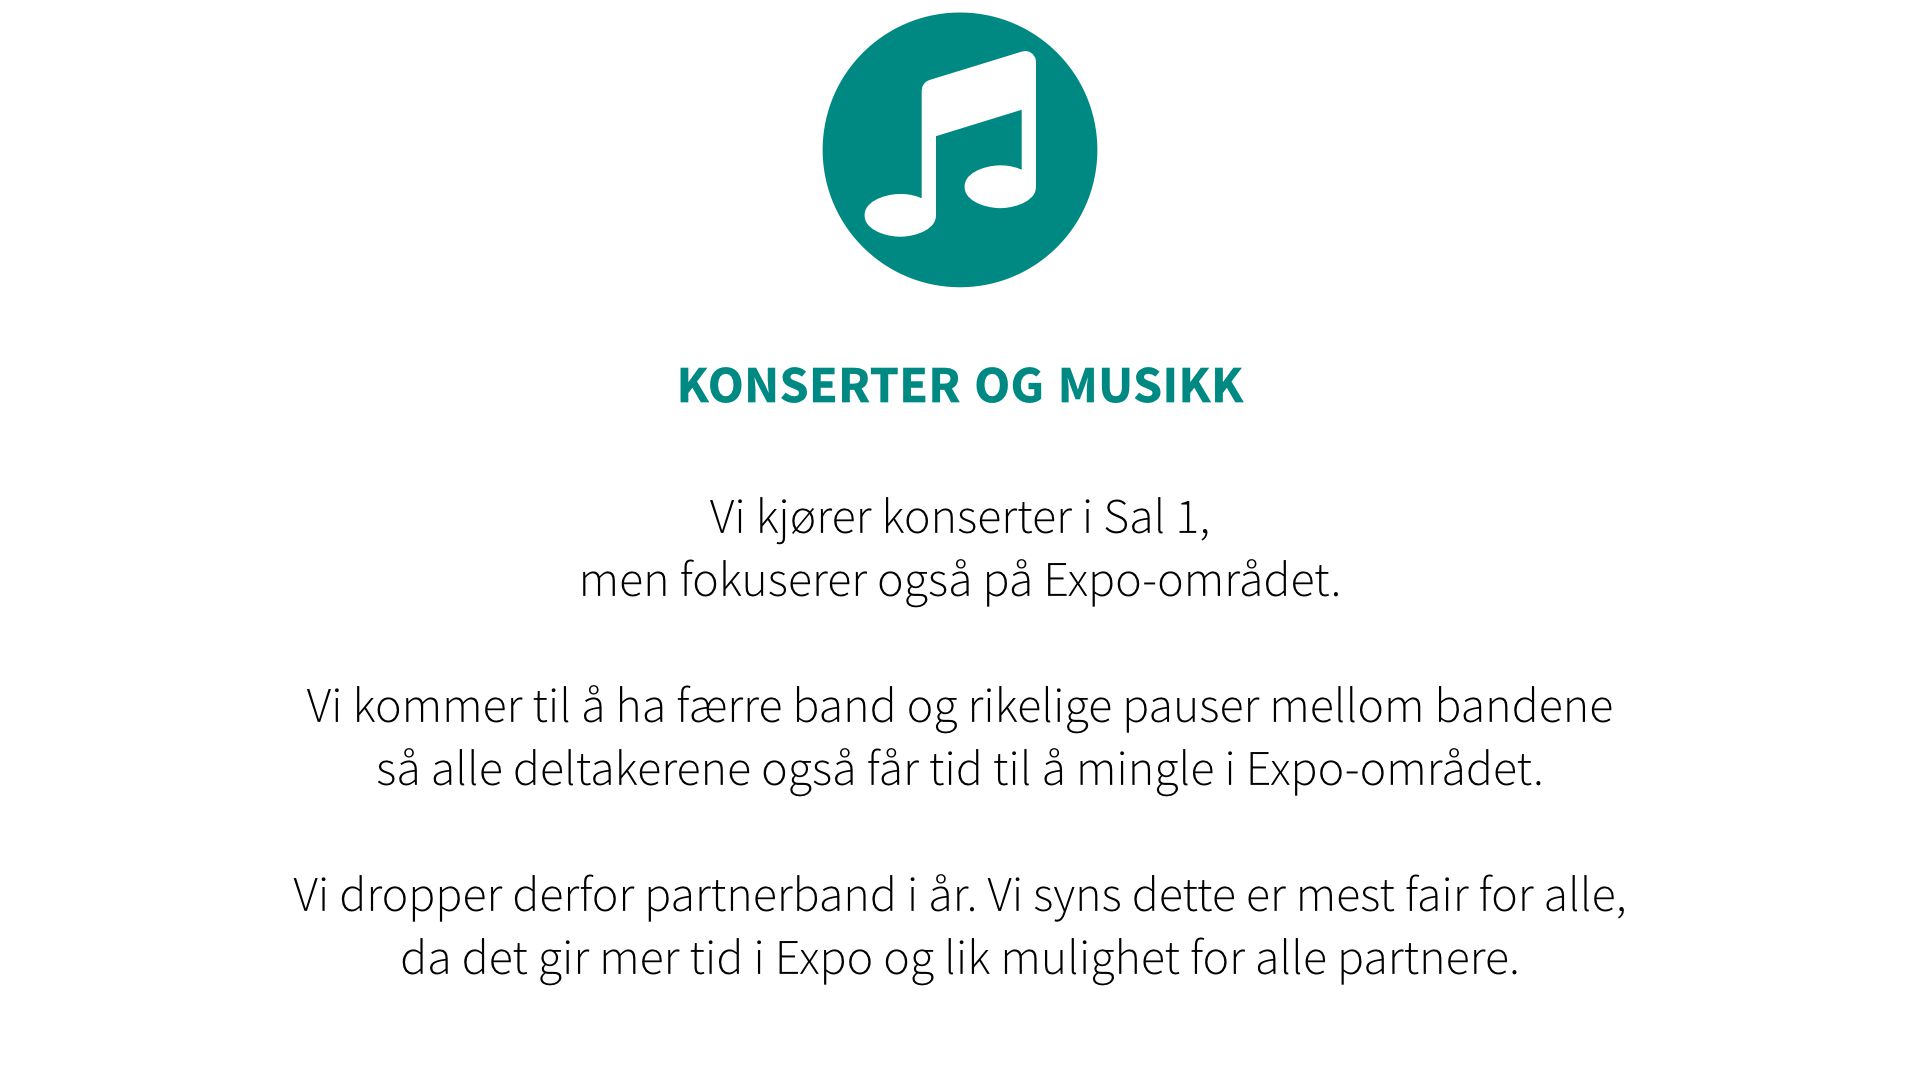 KONSERTER OG MUSIKK
Vi kjører konserter i Sal 1,
men fokuserer også på Expo-området.
Vi kommer til å ha færre band og rikelige pauser mellom bandene
så alle deltakerene også får tid til å mingle i Expo-området.
Vi dropper derfor partnerband i år. Vi syns dette er mest fair for alle,
da det gir mer tid i Expo og lik mulighet for alle partnere.